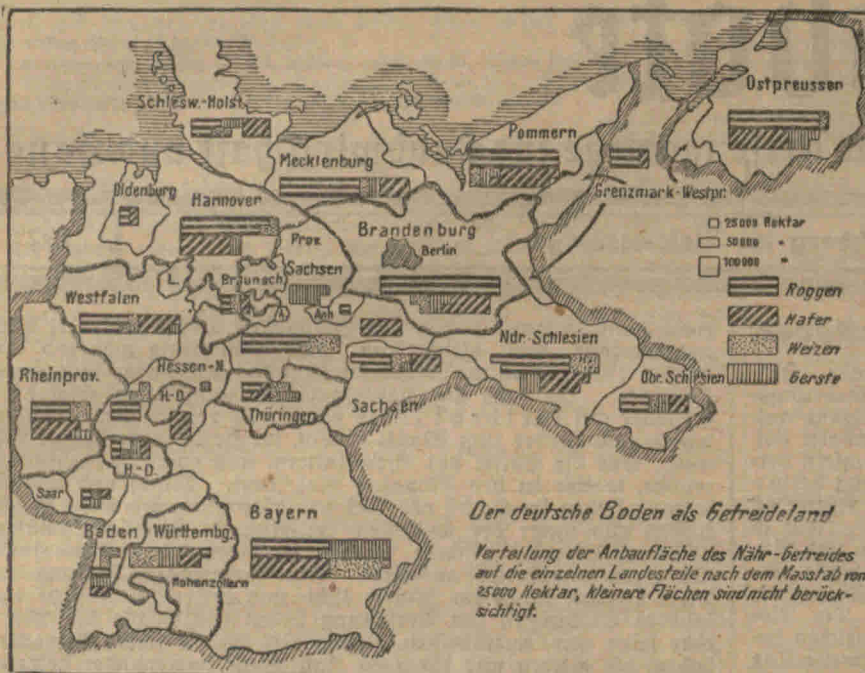 Schlesw.-Holst.
Ostpreussen
Pommern
Mecklenburg
Grenzmark-Westpr.
Oldenburg
Hannover
Prov.
Sachsen
Brandenburg
Berlin
25000 Hektar
50000 "
100000 "
Roggen
Hafer
Weizen
Gerste
L.
Braunsch.
A.
Anh.
Westfalen
Ndr.-Schlesien
Obr. Schlesien
Rheinprov.
Hessen-N.
H.-D.
Thüringen
Sachsen
H.-D.
Saar
Baden
Württembg.
Bayern
Hohenzollern
Der deutsche Boden als Getreideland
Verteilung der Anbaufläche des Nähr-Getreides
auf die einzelnen Landesteile nach dem Masstab von
25000 Hektar, kleinere Flächen sind nicht berück-
sichtigt.